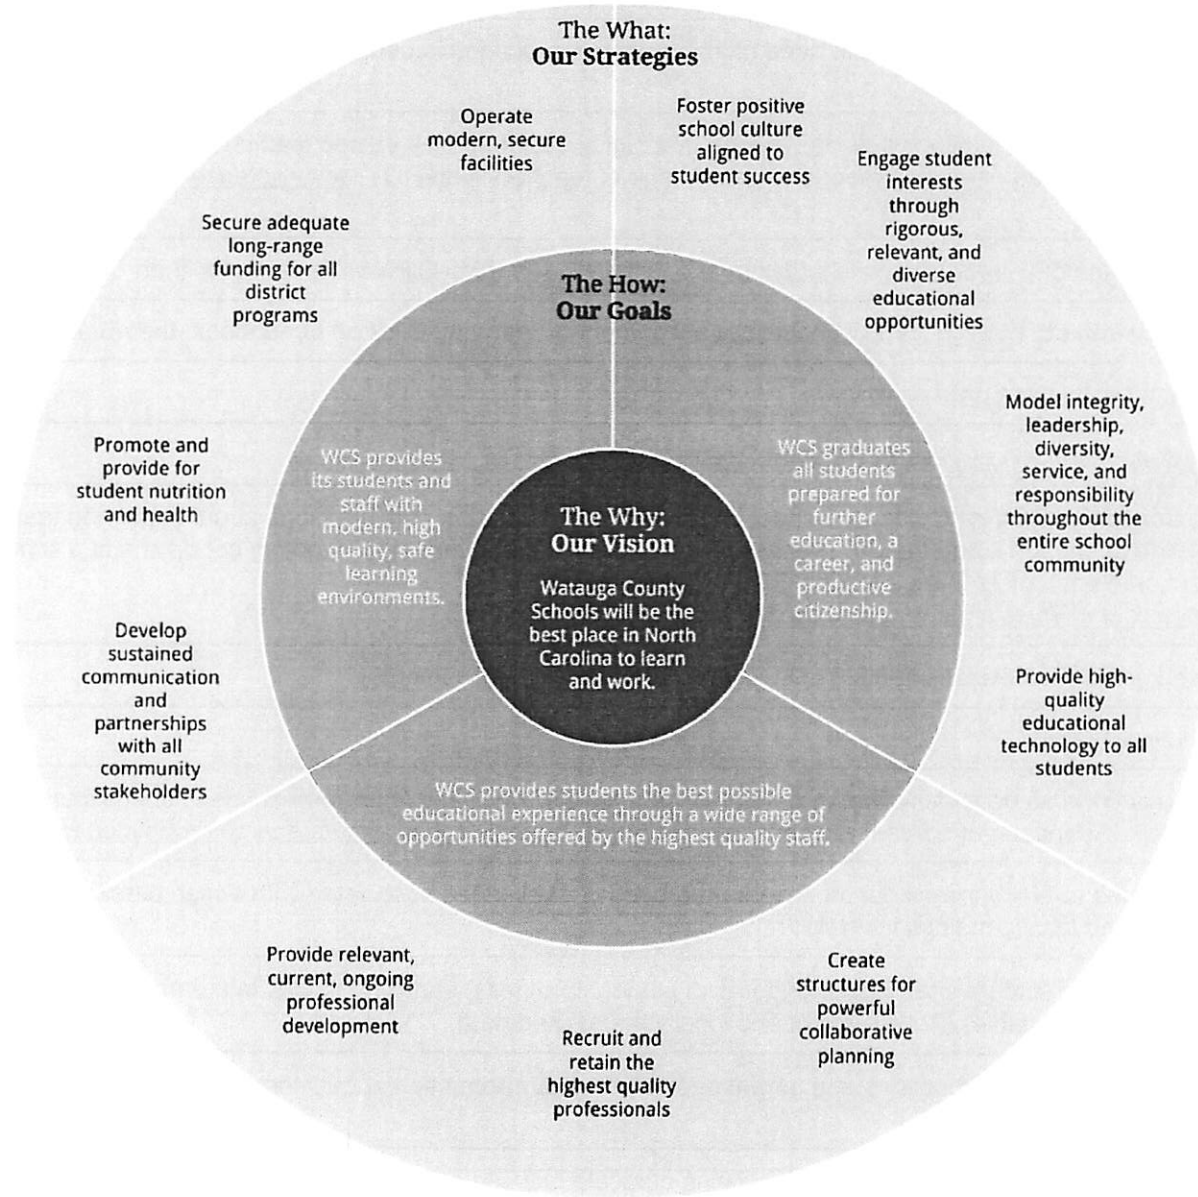 The What:
Our Strategies
Operate
modern, secure
facilities
Foster positive
school culture
aligned to
student success
Engage student
interests
through
rigorous,
relevant, and
diverse
educational
opportunities
Secure adequate
long-range
funding for all
district
programs
The How:
Our Goals
Model integrity,
leadership,
diversity,
service, and
responsibility
throughout the
entire school
community
Promote and
provide for
student nutrition
and health
WCS provides
its students and
staff with
modern, high
quality, safe
learning
environments.
WCS graduates
all students
prepared for
further
education, a
career, and
productive
citizenship.
The Why:
Our Vision
Watauga County
Schools will be the
best place in North
Carolina to learn
and work.
Develop
sustained
communication
and
partnerships
with all
community
stakeholders
Provide high-
quality
educational
technology to all
students
WCS provides students the best possible
educational experience through a wide range of
opportunities offered by the highest quality staff.
Provide relevant,
current, ongoing
professional
development
Recruit and
retain the
highest quality
professionals
Create
structures for
powerful
collaborative
planning